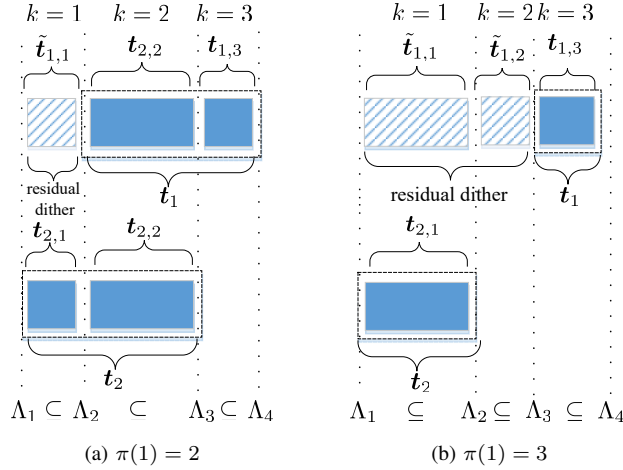 k = 1 k = 2 k = 3
t̃1,1 t2,2 t1,3
residual
dither
t1
t2,1 t2,2
t2
Λ1 ⊆ Λ2 ⊆ Λ3 ⊆ Λ4
(a) π(1) = 2
k = 1 k = 2 k = 3
t̃1,1 t̃1,2 t1,3
residual dither
t1
t2,1
t2
Λ1 ⊆ Λ2 ⊆ Λ3 ⊆ Λ4
(b) π(1) = 3